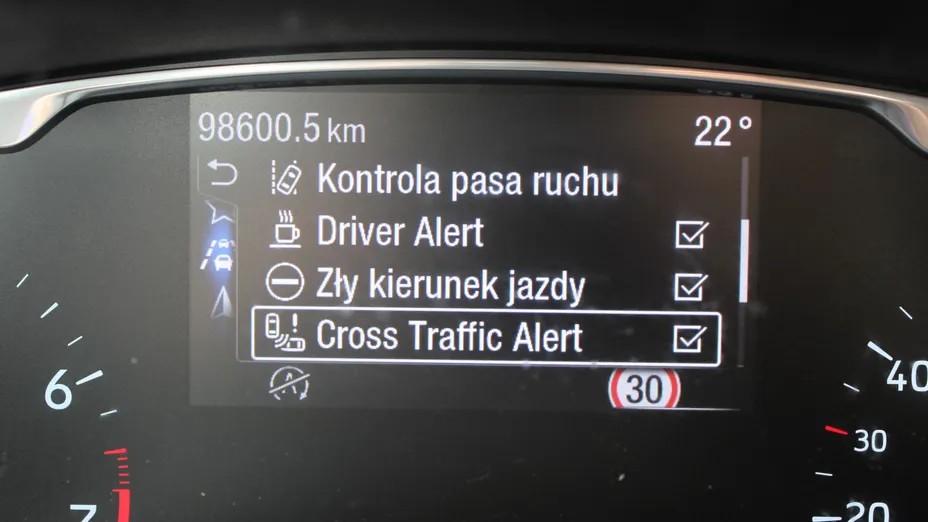 98600.5 km 22°
Kontrola pasa ruchu
Driver Alert
Zły kierunek jazdy
Cross Traffic Alert
A 30
6
7
40
30
20